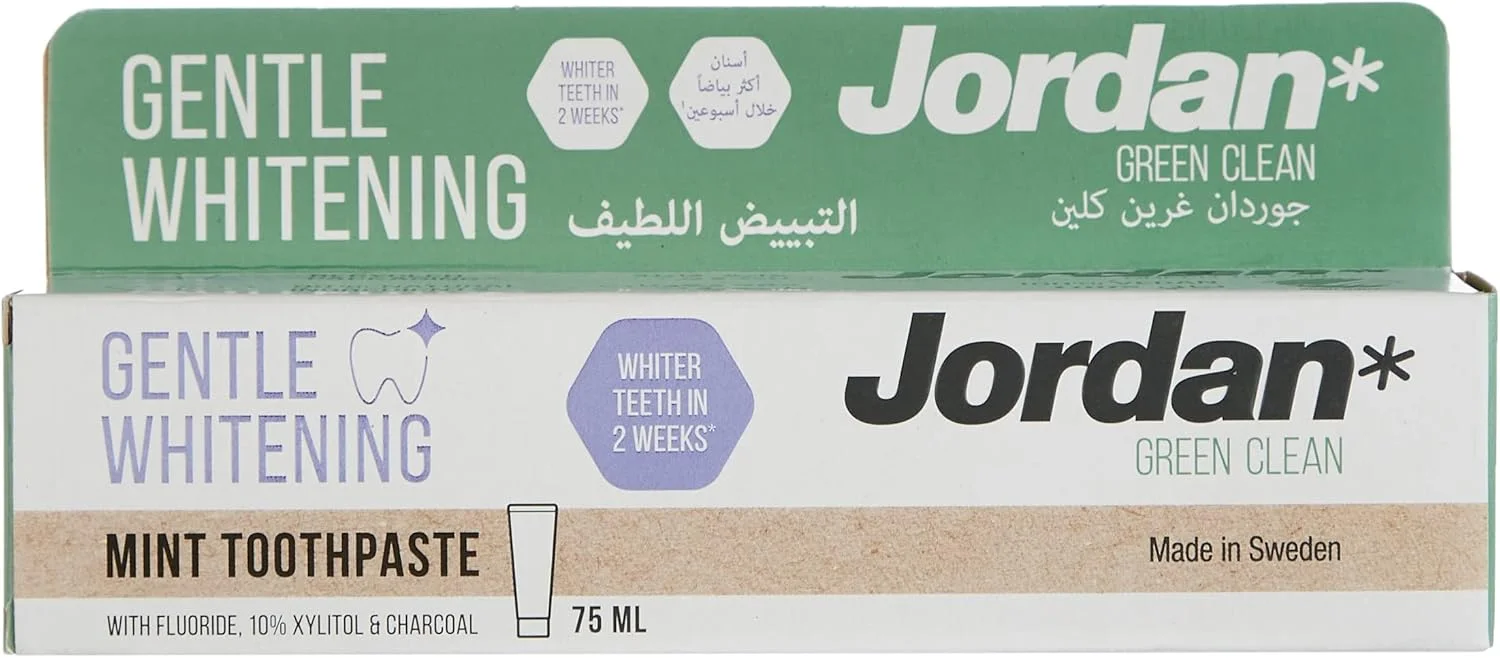 GENTLE
WHITENING
WHITER
TEETH IN
2 WEEKS*
أسنان
أكثر بياضاً
خلال أسبوعين¹
التبييض اللطيف
Jordan*
GREEN CLEAN
جوردان غرين كلين
GENTLE
WHITENING
WHITER
TEETH IN
2 WEEKS*
Jordan*
GREEN CLEAN
MINT TOOTHPASTE
Made in Sweden
WITH FLUORIDE, 10% XYLITOL & CHARCOAL
75 ML